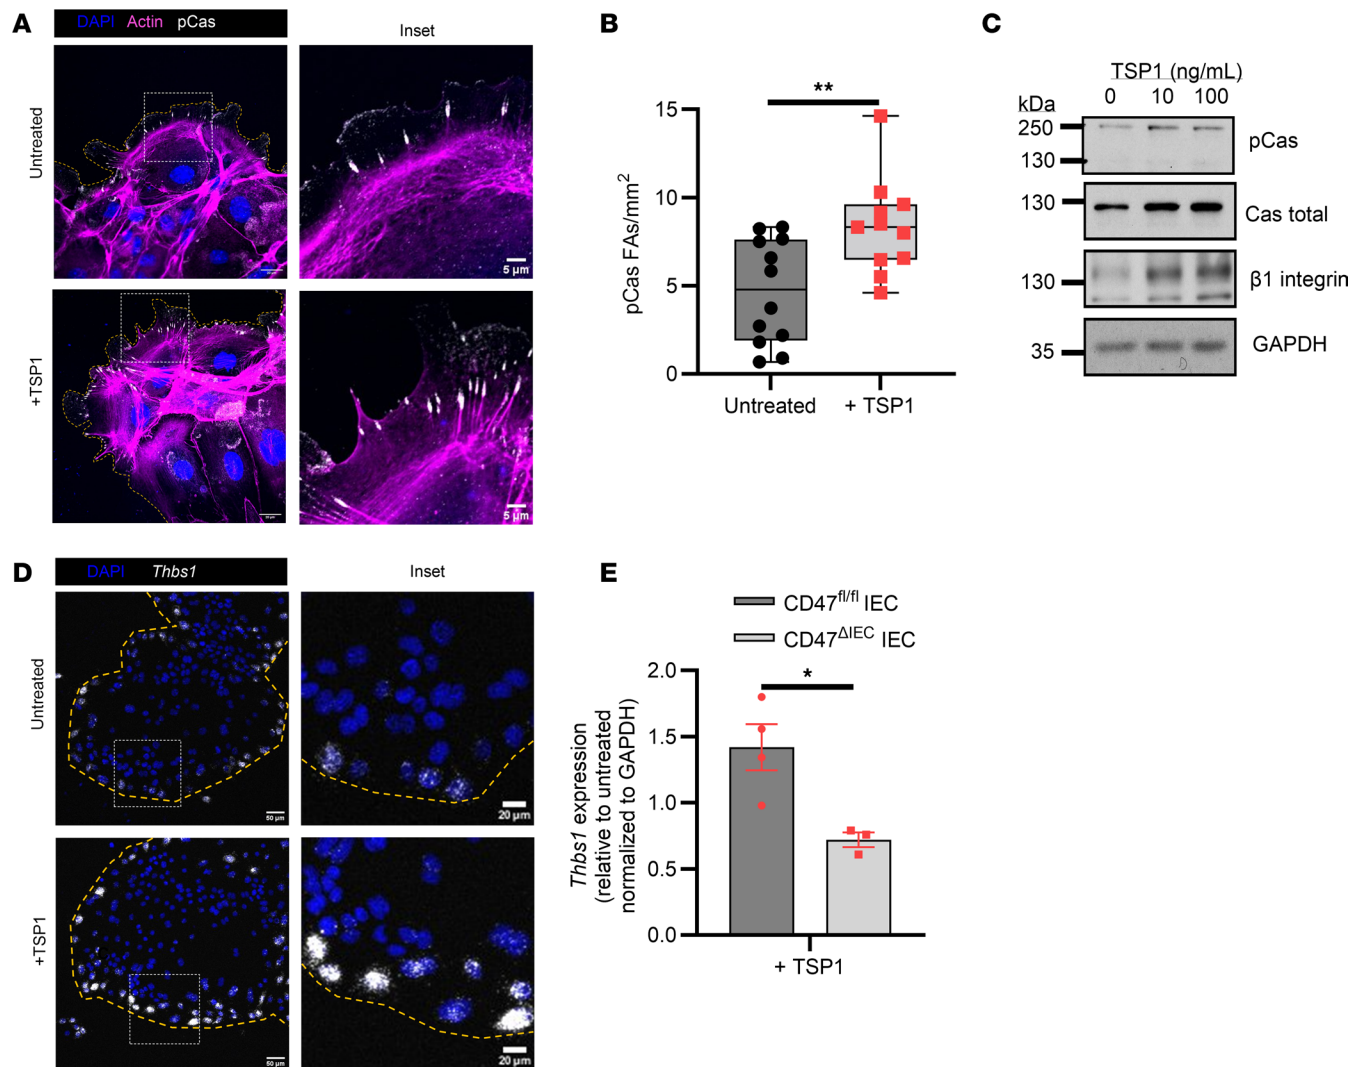 A
DAPI Actin pCas
Inset
Untreated
5 µm
+TSP1
5 µm
B
**
pCas FAs/mm²
15
10
5
0
Untreated
+ TSP1
C
TSP1 (ng/mL)
kDa
0 10 100
250
130
pCas
130
Cas total
130
β1 integrin
35
GAPDH
D
DAPI Thbs1
Inset
Untreated
50 µm
20 µm
+TSP1
50 µm
20 µm
E
CD47fl/fl IEC
CD47ΔIEC IEC
*
Thbs1 expression
(relative to untreated
normalized to GAPDH)
2.0
1.5
1.0
0.5
0.0
+ TSP1